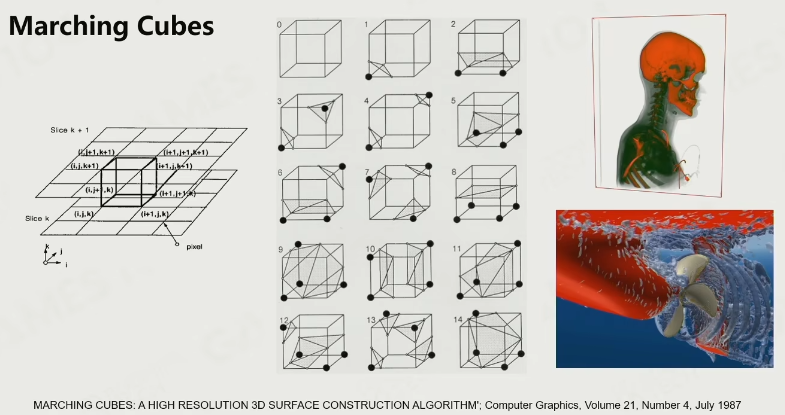 Marching Cubes
Slice k + 1
(i,j+1,k+1)
(i+1,j+1,k+1)
(i,j,k+1)
(i+1,j,k+1)
(i,j+1,k)
(i+1,j+1,k)
Slice k
(i,j,k)
(i+1,j,k)
pixel
k
j
i
0
1
2
3
4
5
6
7
8
9
10
11
12
13
14
MARCHING CUBES: A HIGH RESOLUTION 3D SURFACE CONSTRUCTION ALGORITHM'; Computer Graphics, Volume 21, Number 4, July 1987